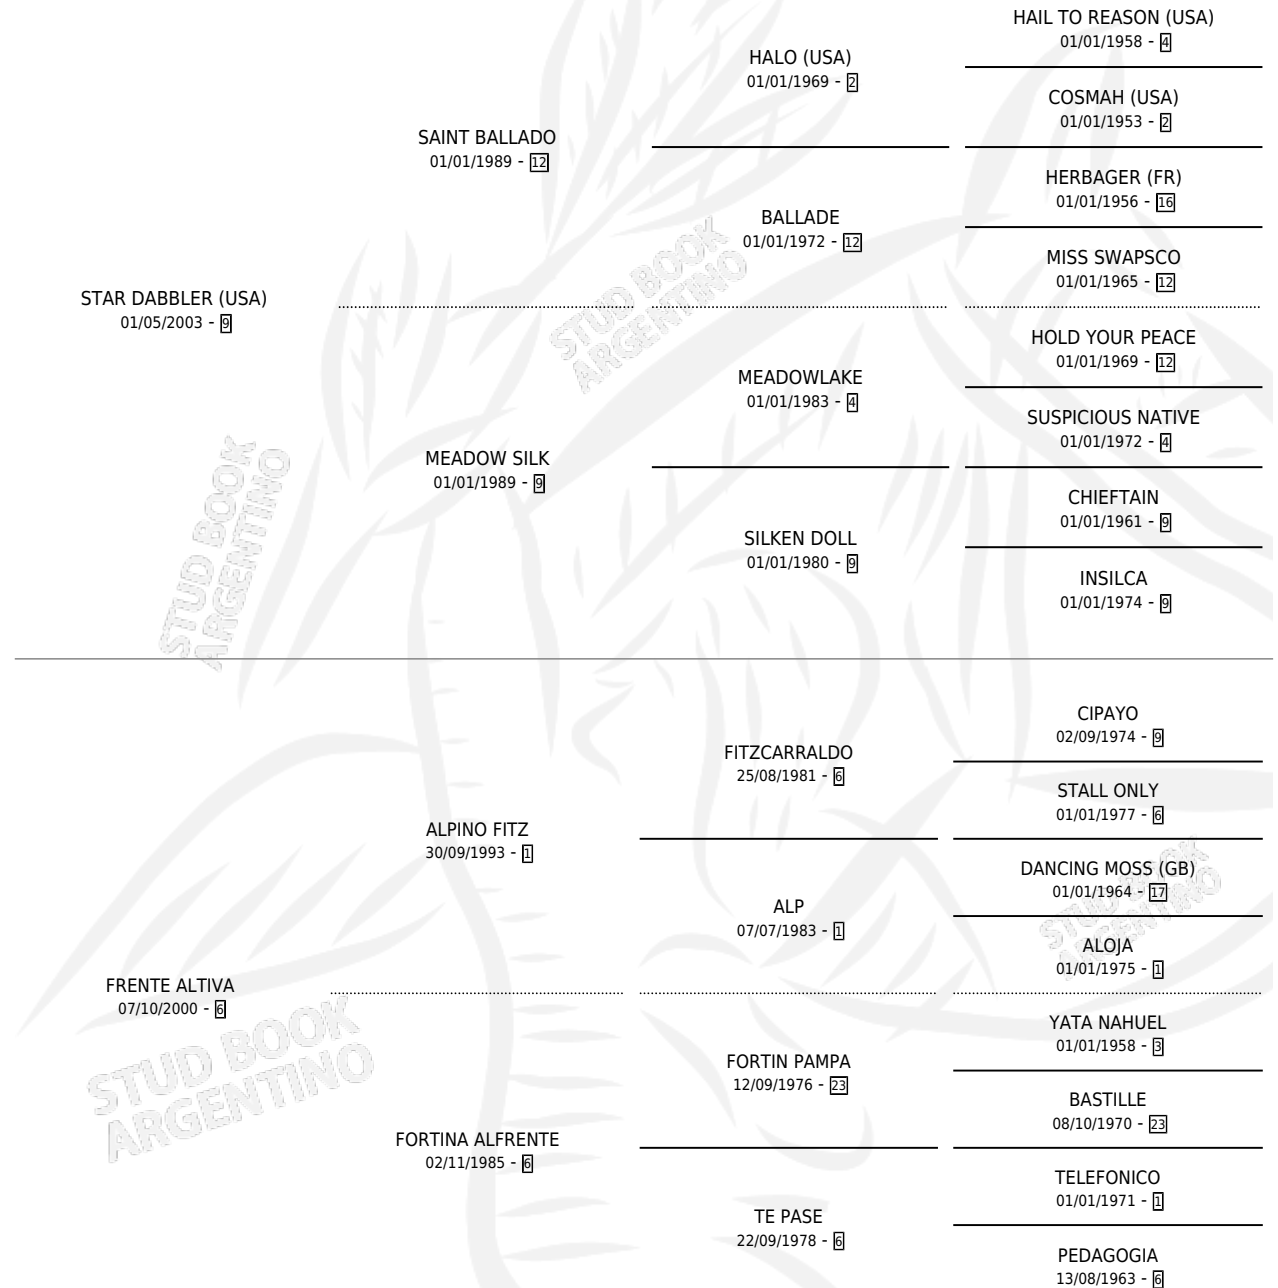 HAIL TO REASON (USA)
01/01/1958 - 4
HALO (USA)
01/01/1969 - 2
COSMAH (USA)
01/01/1953 - 2
SAINT BALLADO
01/01/1989 - 12
HERBAGER (FR)
01/01/1956 - 16
BALLADE
01/01/1972 - 12
MISS SWAPSCO
01/01/1965 - 12
STAR DABBLER (USA)
01/05/2003 - 9
HOLD YOUR PEACE
01/01/1969 - 12
MEADOWLAKE
01/01/1983 - 4
SUSPICIOUS NATIVE
01/01/1972 - 4
MEADOW SILK
01/01/1989 - 9
CHIEFTAIN
01/01/1961 - 9
SILKEN DOLL
01/01/1980 - 9
INSILCA
01/01/1974 - 9
CIPAYO
02/09/1974 - 9
FITZCARRALDO
25/08/1981 - 6
STALL ONLY
01/01/1977 - 6
ALPINO FITZ
30/09/1993 - 1
DANCING MOSS (GB)
01/01/1964 - 17
ALP
07/07/1983 - 1
ALOJA
01/01/1975 - 1
FRENTE ALTIVA
07/10/2000 - 6
YATA NAHUEL
01/01/1958 - 3
FORTIN PAMPA
12/09/1976 - 23
BASTILLE
08/10/1970 - 23
FORTINA ALFRENTE
02/11/1985 - 6
TELEFONICO
01/01/1971 - 1
TE PASE
22/09/1978 - 6
PEDAGOGIA
13/08/1963 - 6
STUD BOOK
ARGENTINO
STUD BOOK
ARGENTINO
STUD BOOK
ARGENTINO
STUD BOOK
ARGENTINO